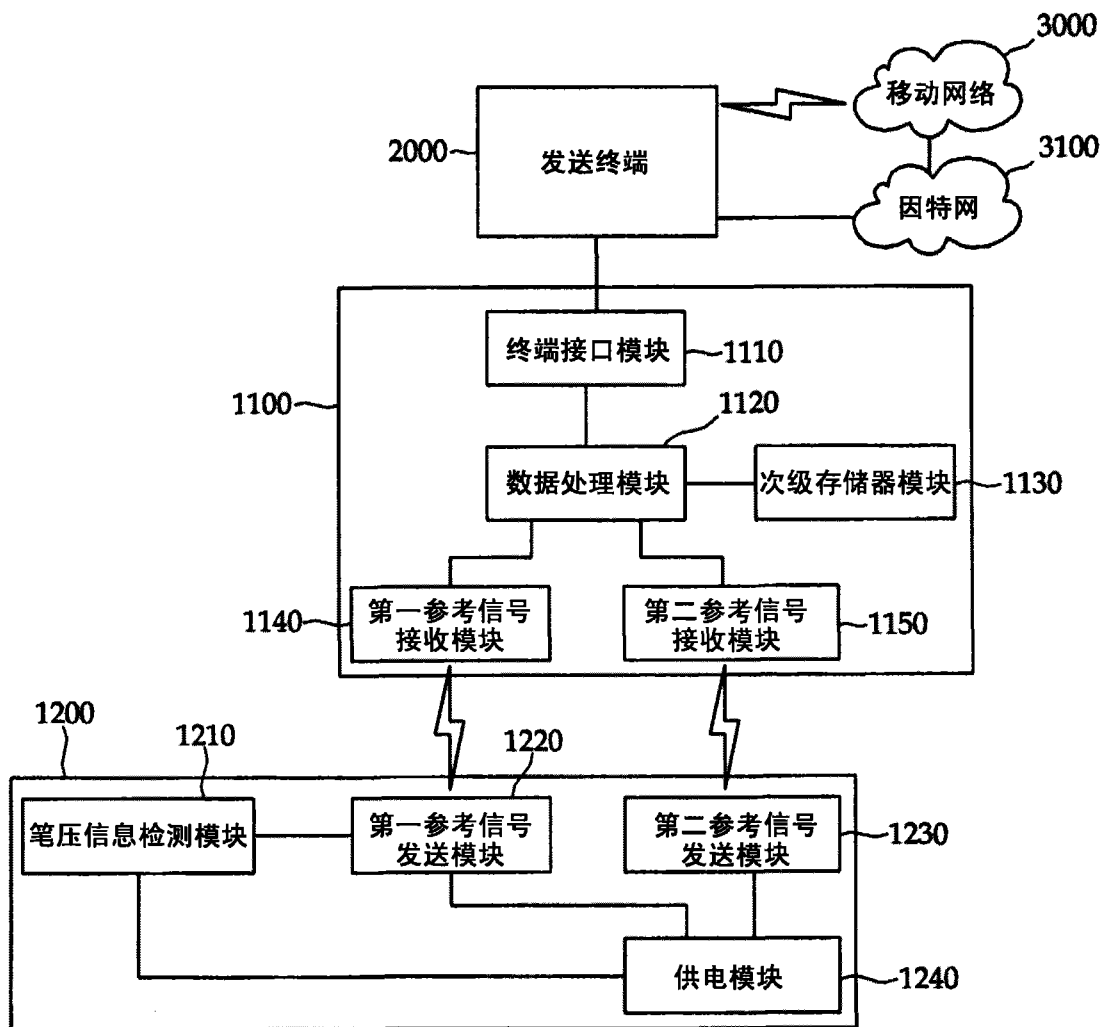 3000
移动网络
2000
发送终端
3100
因特网
终端接口模块
1110
1100
1120
数据处理模块
次级存储器模块
1130
1140
第一参考信号
接收模块
第二参考信号
接收模块
1150
1200
1210
1220
笔压信息检测模块
第一参考信号
发送模块
第二参考信号
发送模块
1230
供电模块
1240